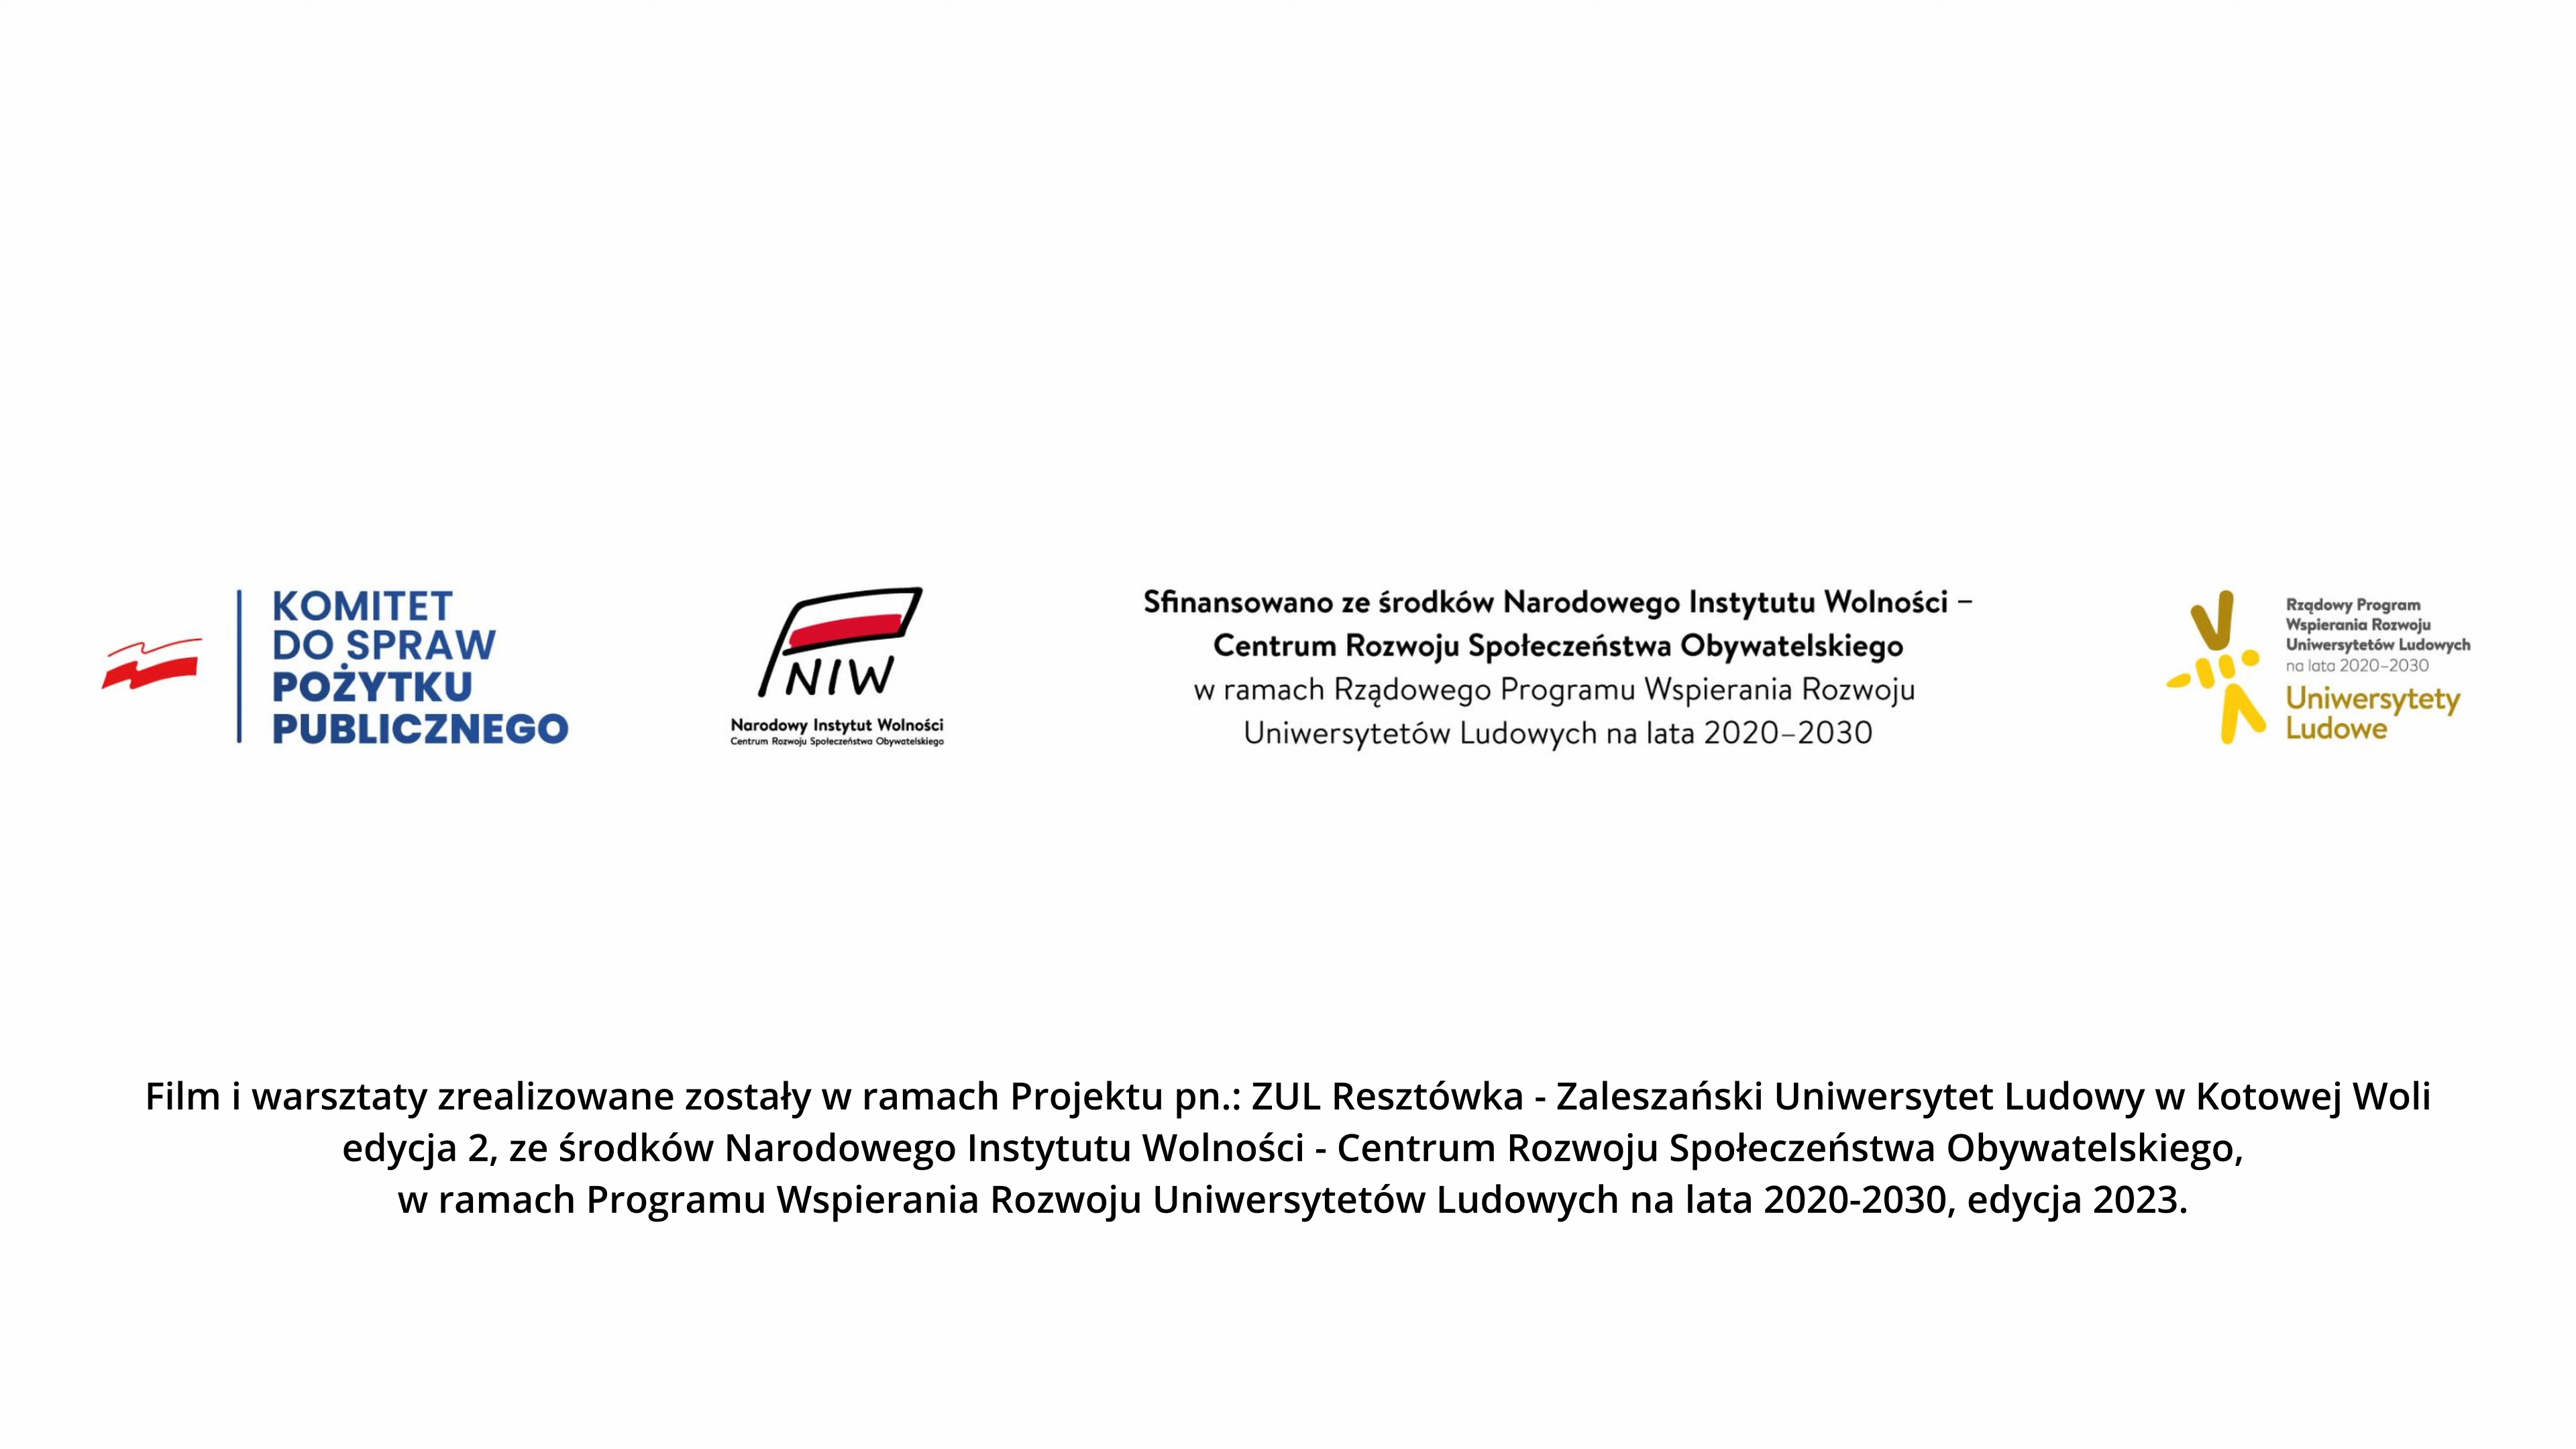 KOMITET
DO SPRAW
POŻYTKU
PUBLICZNEGO
NIW
Narodowy Instytut Wolności
Centrum Rozwoju Społeczeństwa Obywatelskiego
Sfinansowano ze środków Narodowego Instytutu Wolności –
Centrum Rozwoju Społeczeństwa Obywatelskiego
w ramach Rządowego Programu Wspierania Rozwoju
Uniwersytetów Ludowych na lata 2020–2030
Rządowy Program
Wspierania Rozwoju
Uniwersytetów Ludowych
na lata 2020–2030
Uniwersytety
Ludowe
Film i warsztaty zrealizowane zostały w ramach Projektu pn.: ZUL Resztówka - Zaleszański Uniwersytet Ludowy w Kotowej Woli
edycja 2, ze środków Narodowego Instytutu Wolności - Centrum Rozwoju Społeczeństwa Obywatelskiego,
w ramach Programu Wspierania Rozwoju Uniwersytetów Ludowych na lata 2020-2030, edycja 2023.